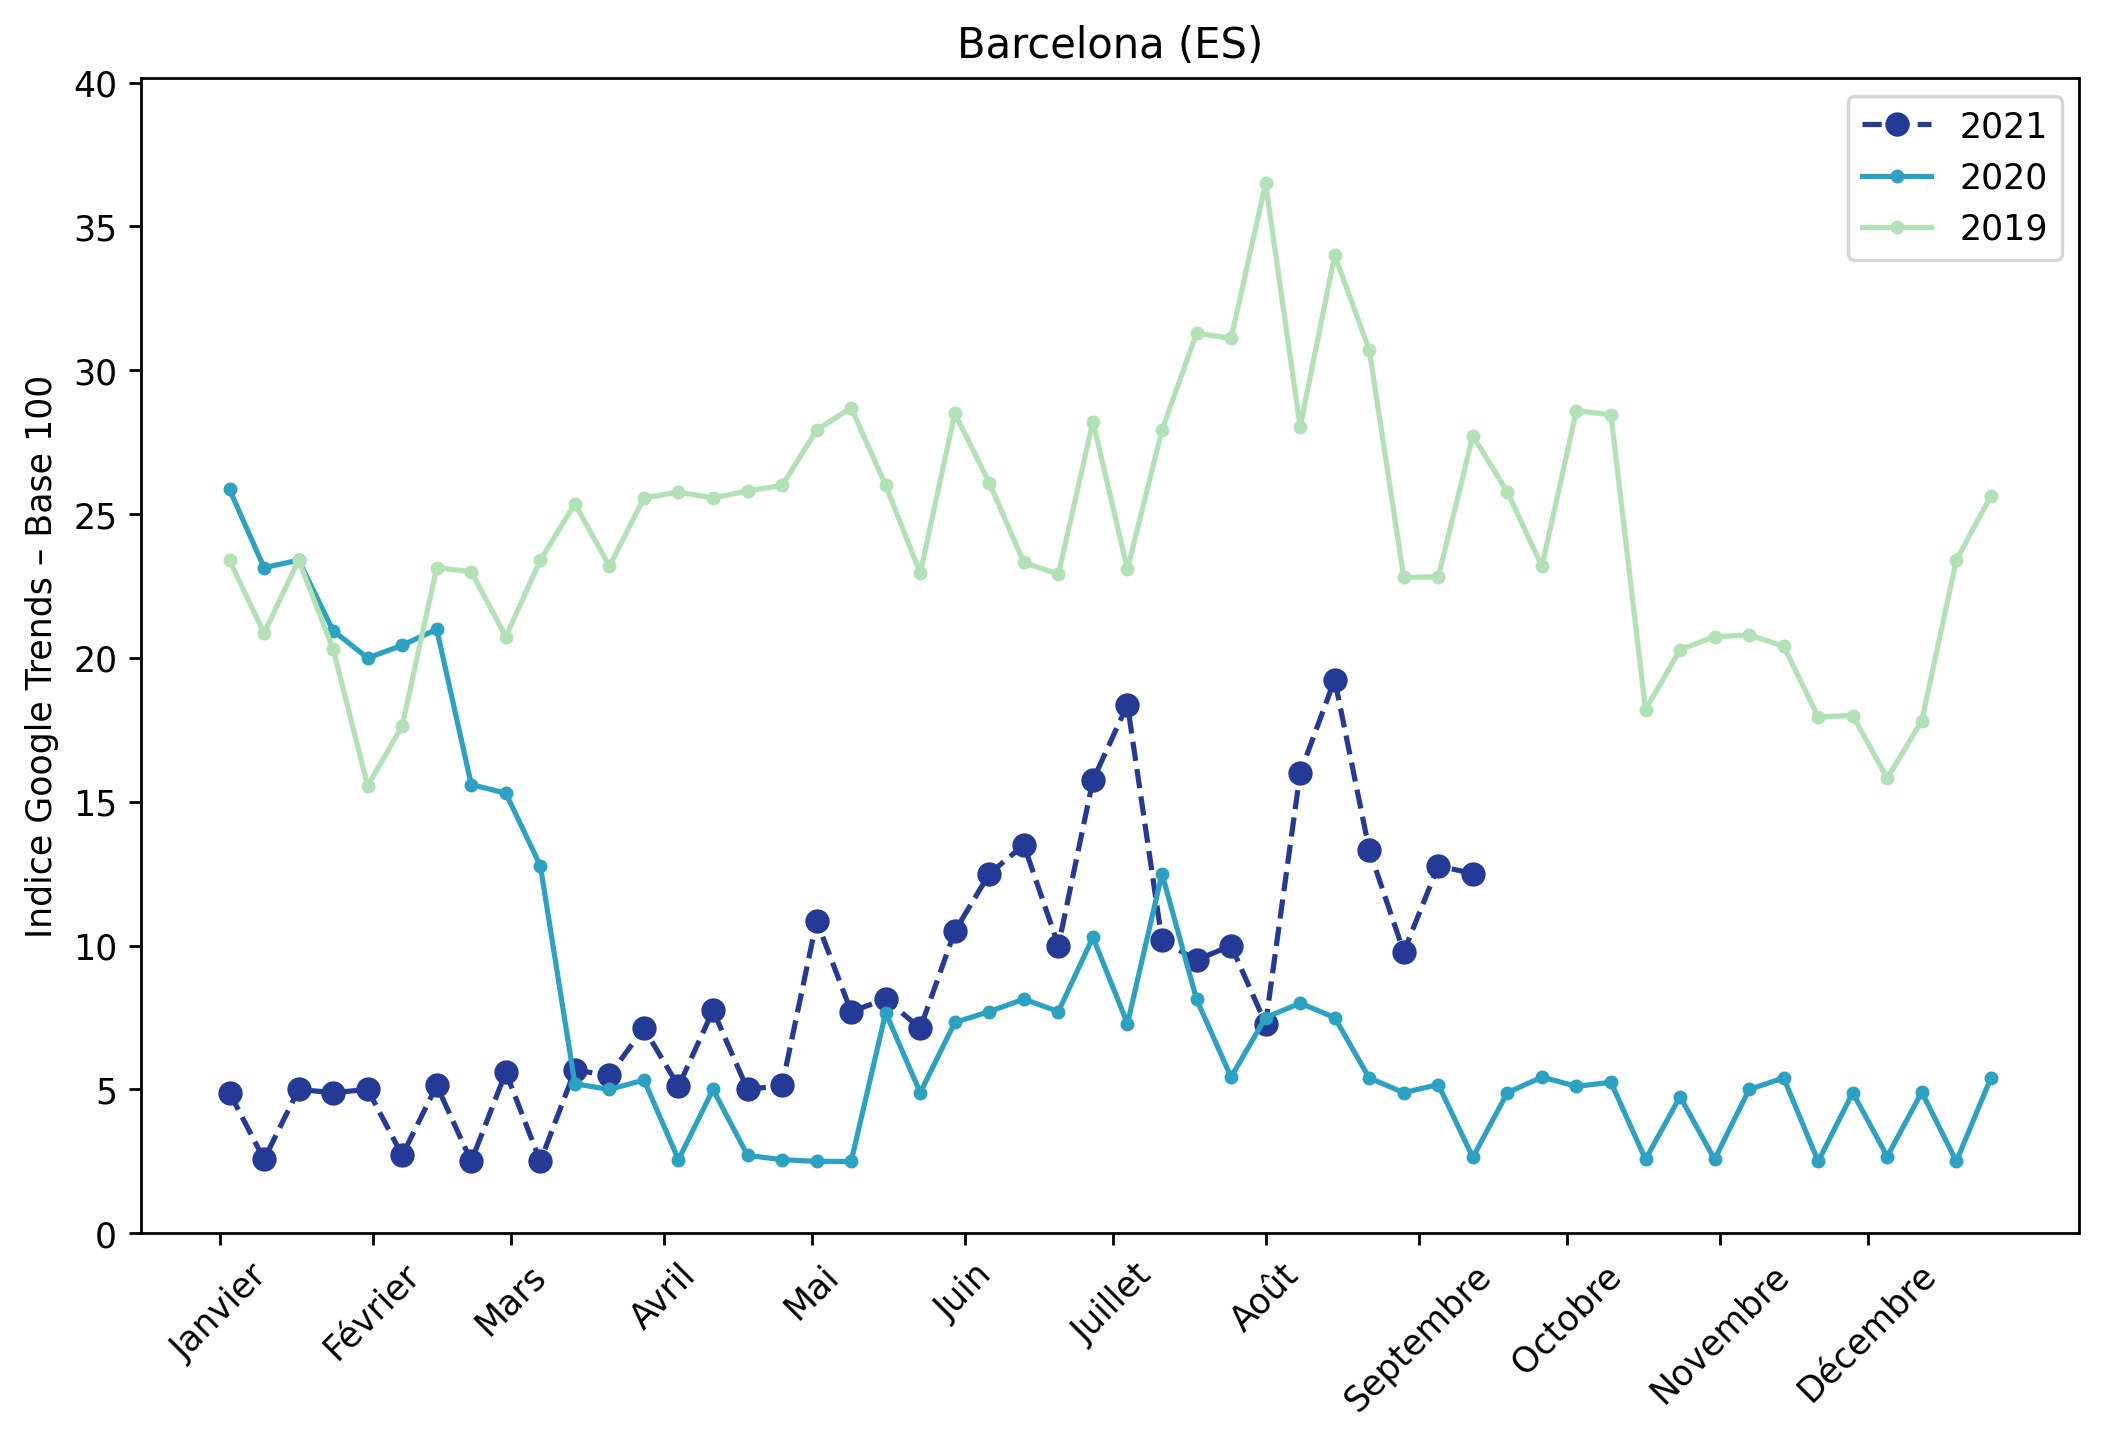 Barcelona (ES)
40
35
30
25
20
15
10
5
0
Indice Google Trends – Base 100
2021
2020
2019
Janvier
Février
Mars
Avril
Mai
Juin
Juillet
Août
Septembre
Octobre
Novembre
Décembre